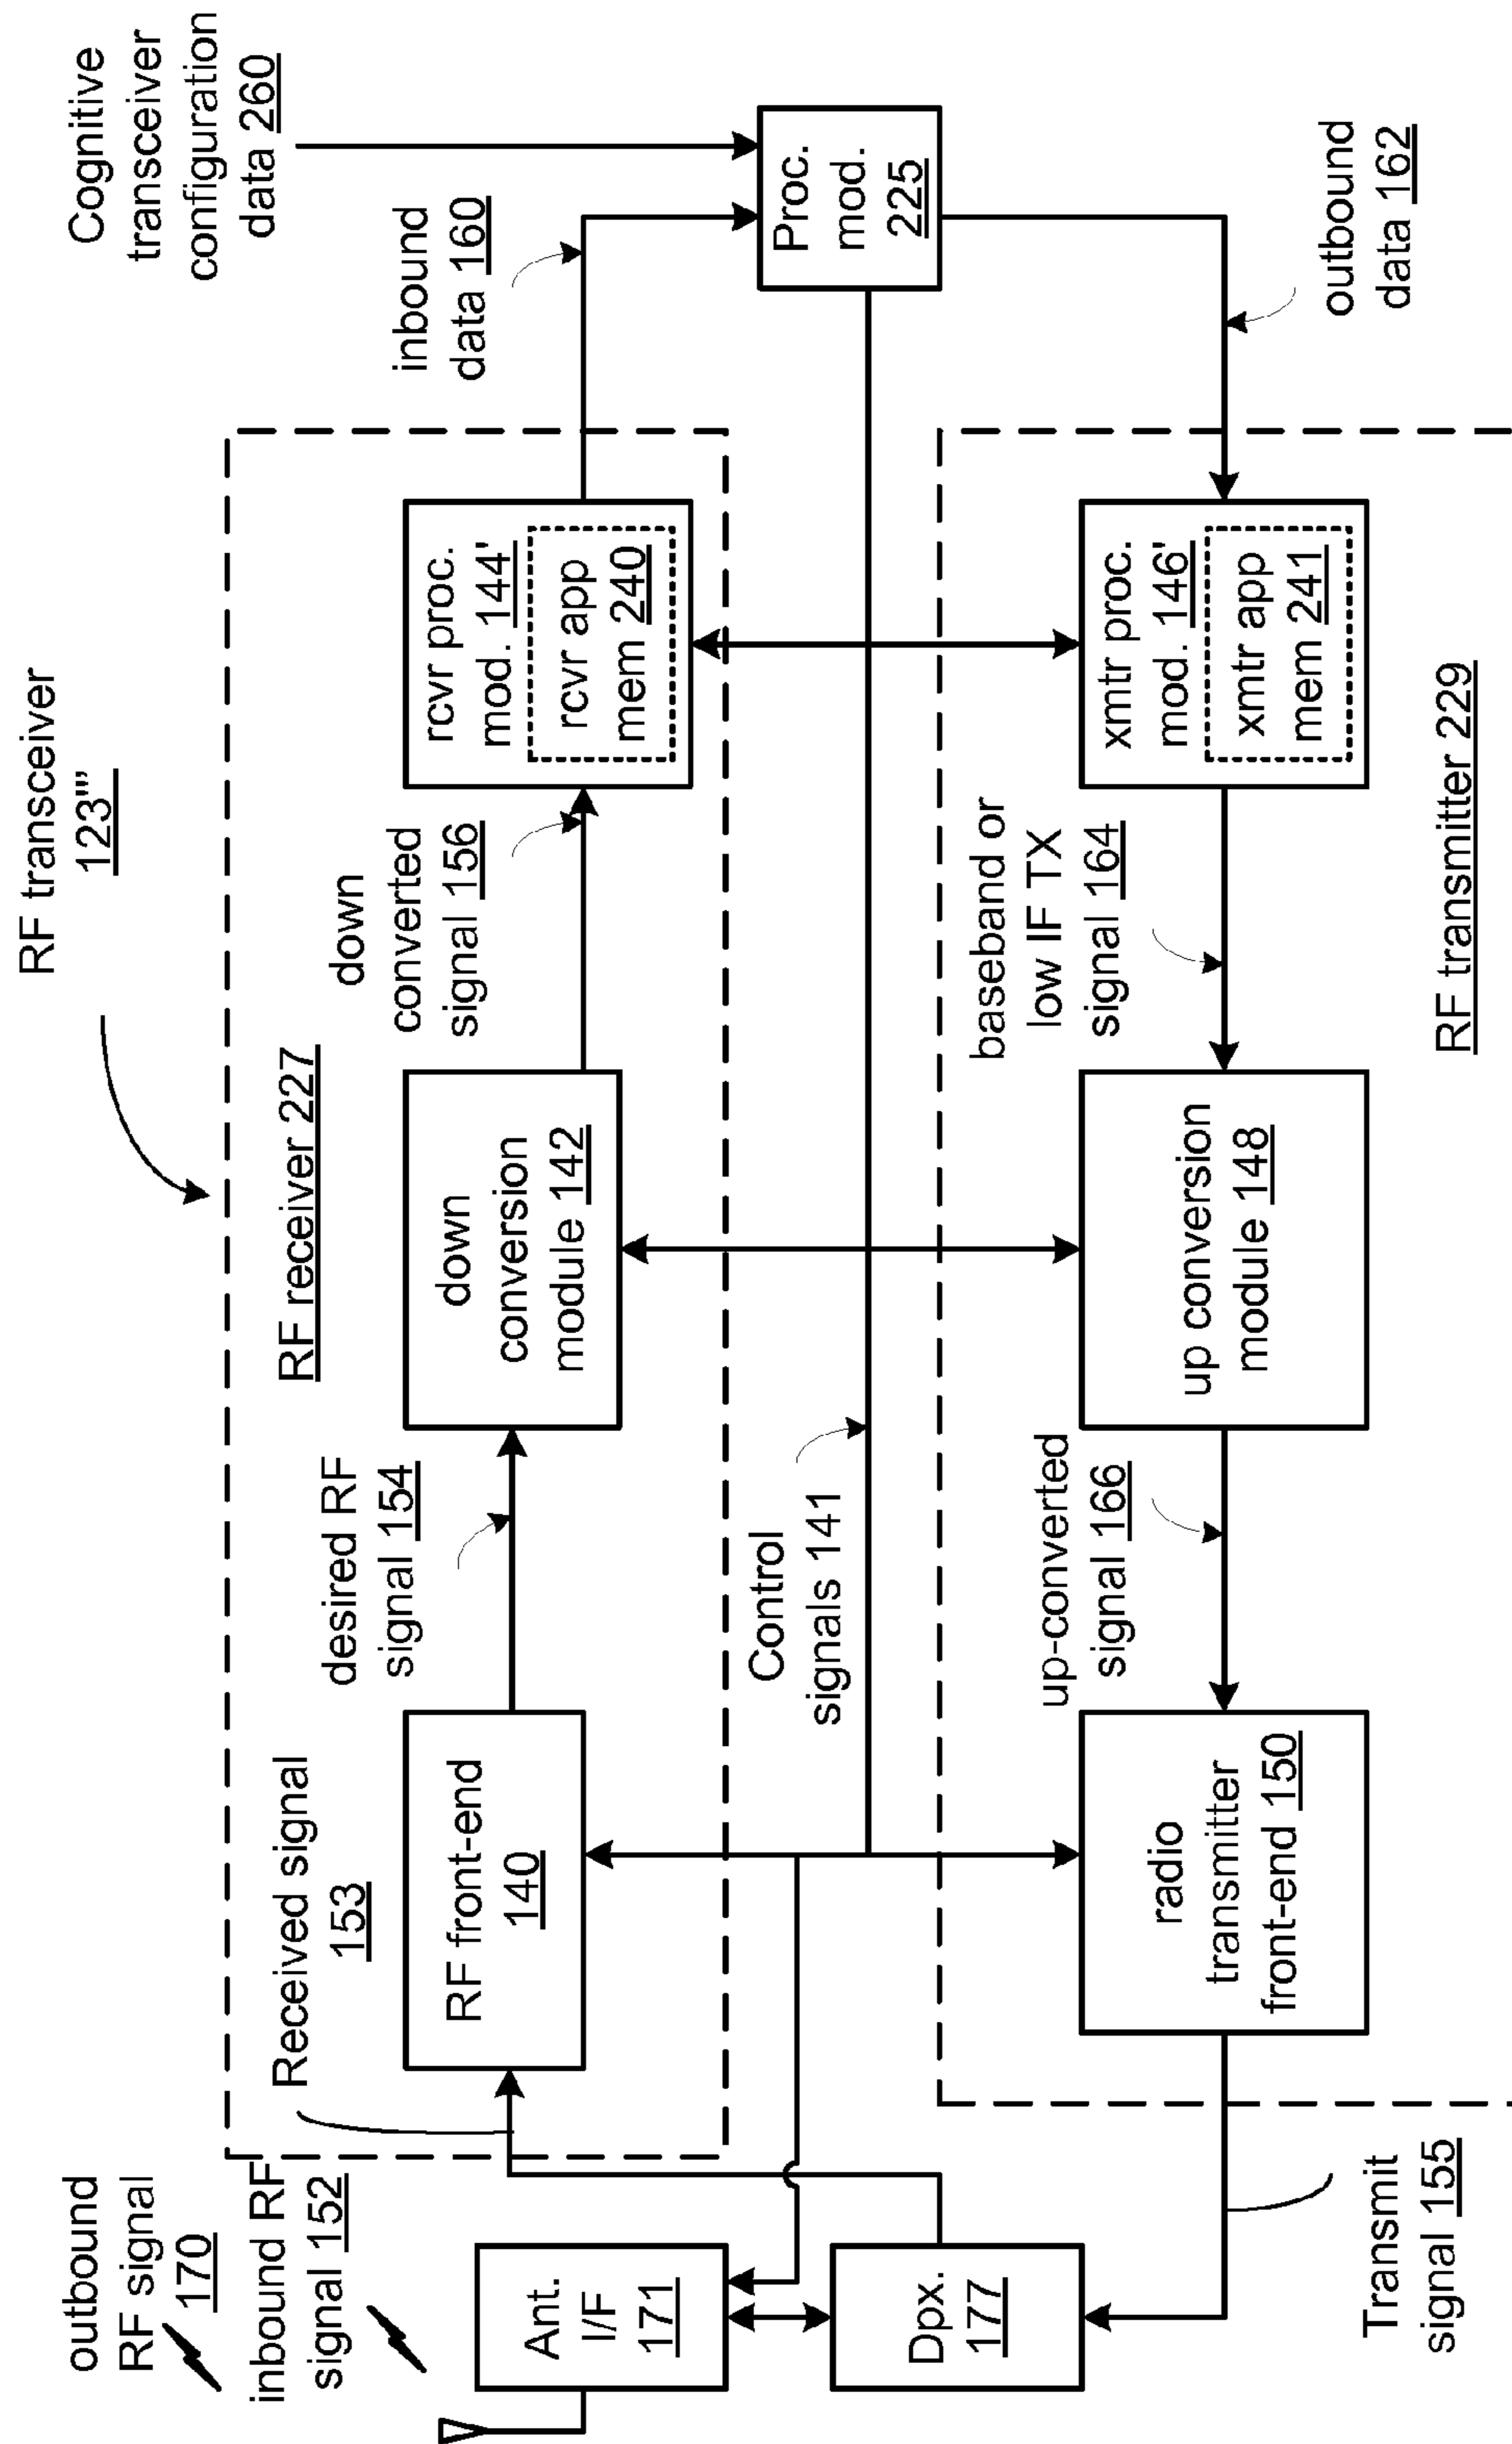 RF transceiver
123'''
Cognitive
transceiver
configuration
data 260
outbound
RF signal
170
inbound RF
signal 152
Received signal
153
RF receiver 227
desired RF
signal 154
down
converted
signal 156
inbound
data 160
RF front-end
140
down
conversion
module 142
rcvr proc.
mod. 144'
rcvr app
mem 240
Ant.
I/F
171
Dpx.
177
Control
signals 141
Proc.
mod.
225
up-converted
signal 166
baseband or
low IF TX
signal 164
outbound
data 162
radio
transmitter
front-end 150
up conversion
module 148
xmtr proc.
mod. 146'
xmtr app
mem 241
Transmit
signal 155
RF transmitter 229